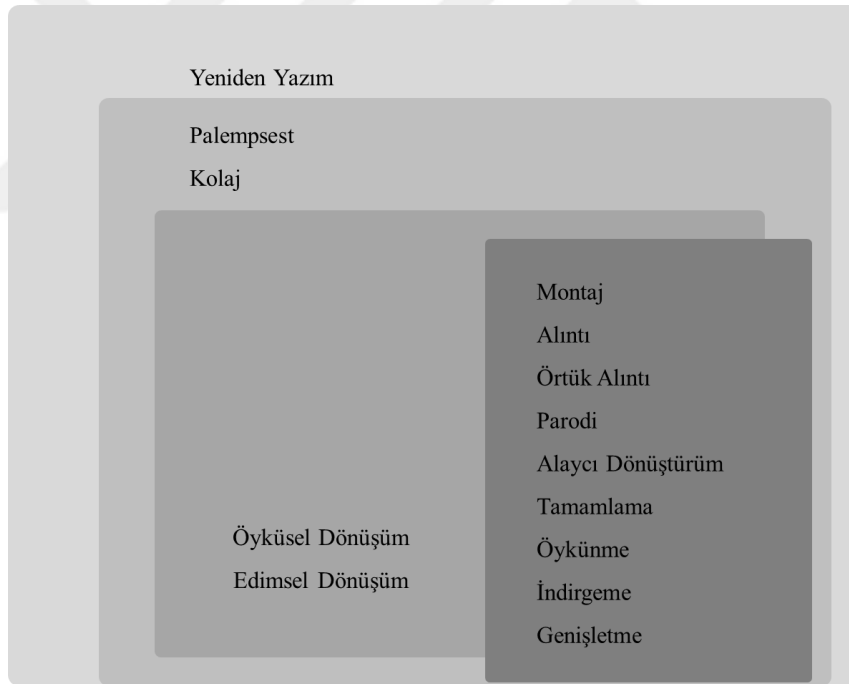 Yeniden Yazım
Palempsest
Kolaj
Montaj
Alıntı
Örtük Alıntı
Parodi
Alaycı Dönüştürüm
Tamamlama
Öykünme
İndirgeme
Genişletme
Öyküsel Dönüşüm
Edimsel Dönüşüm